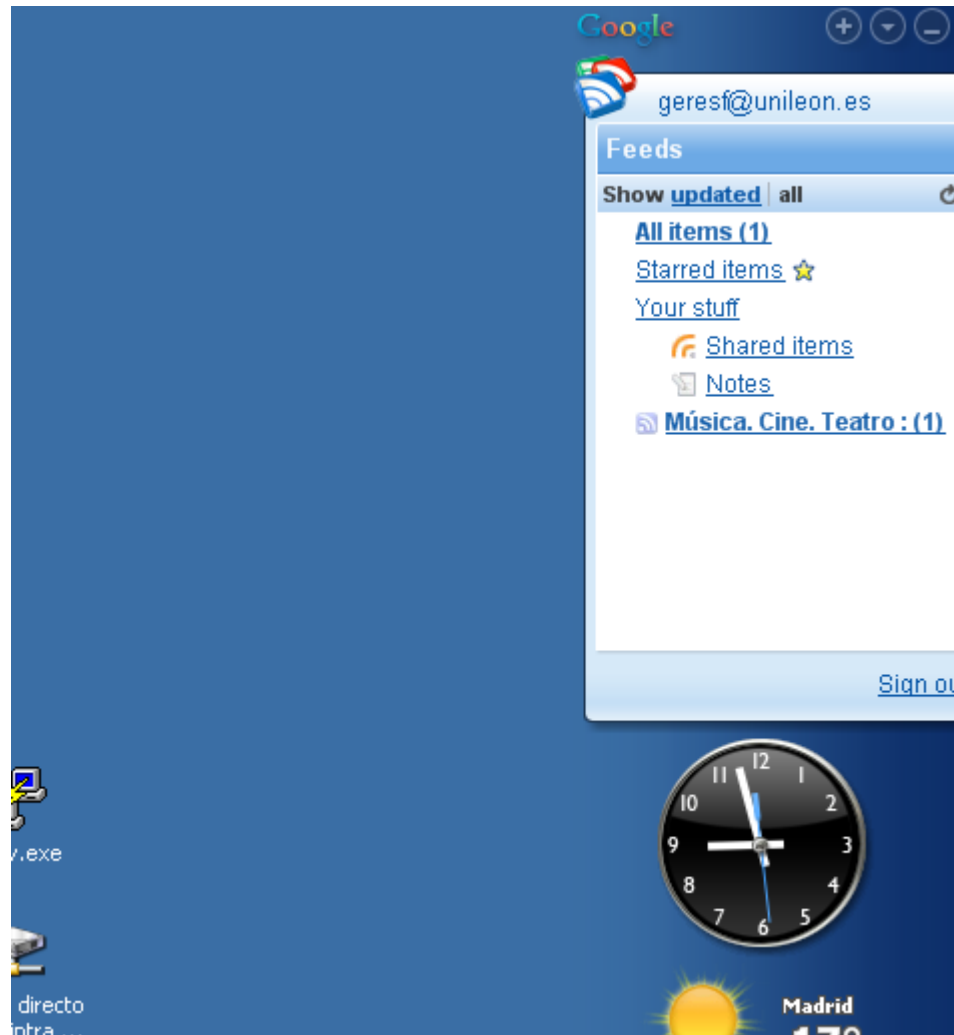 Google
geresf@unileon.es
Feeds
Show updated | all
All items (1)
Starred items
Your stuff
Shared items
Notes
Música. Cine. Teatro : (1)
Sign ou
12
11 1
10 2
9 3
8 4
7 5
6
y.exe
directo
intra ...
Madrid
17°